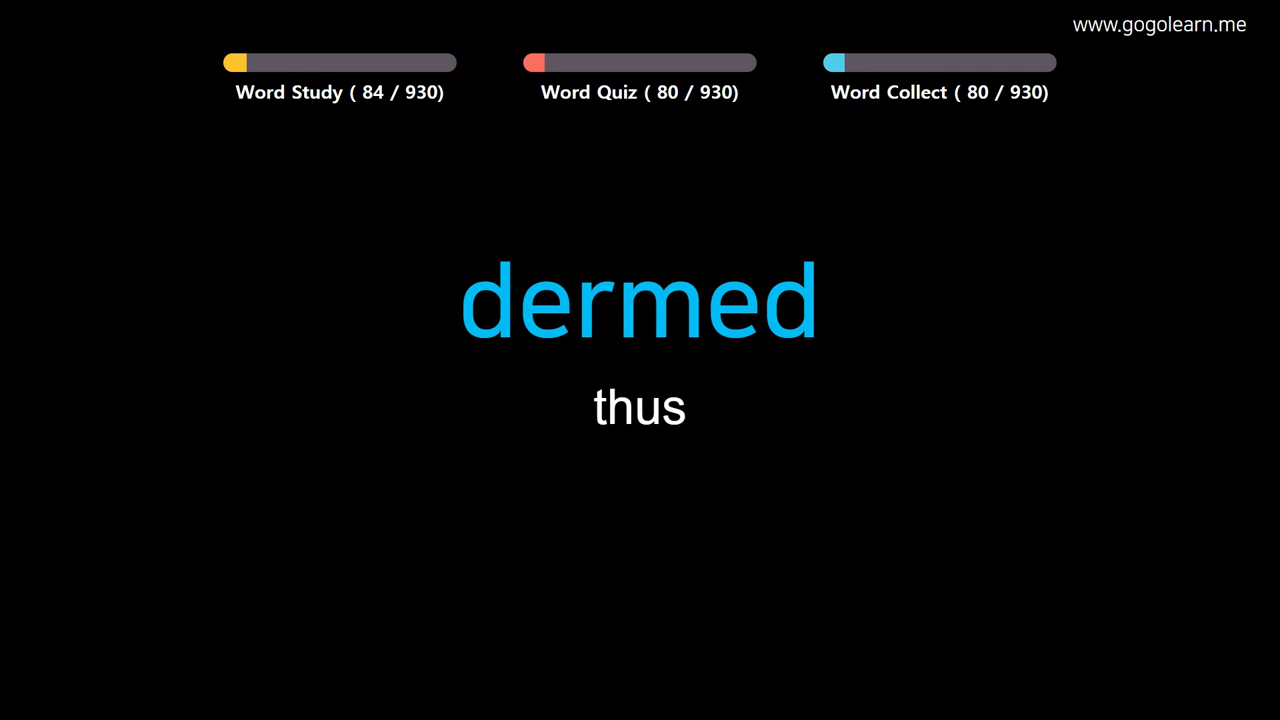 www.gogolearn.me
Word Study ( 84 / 930)
Word Quiz ( 80 / 930)
Word Collect ( 80 / 930)
dermed
thus